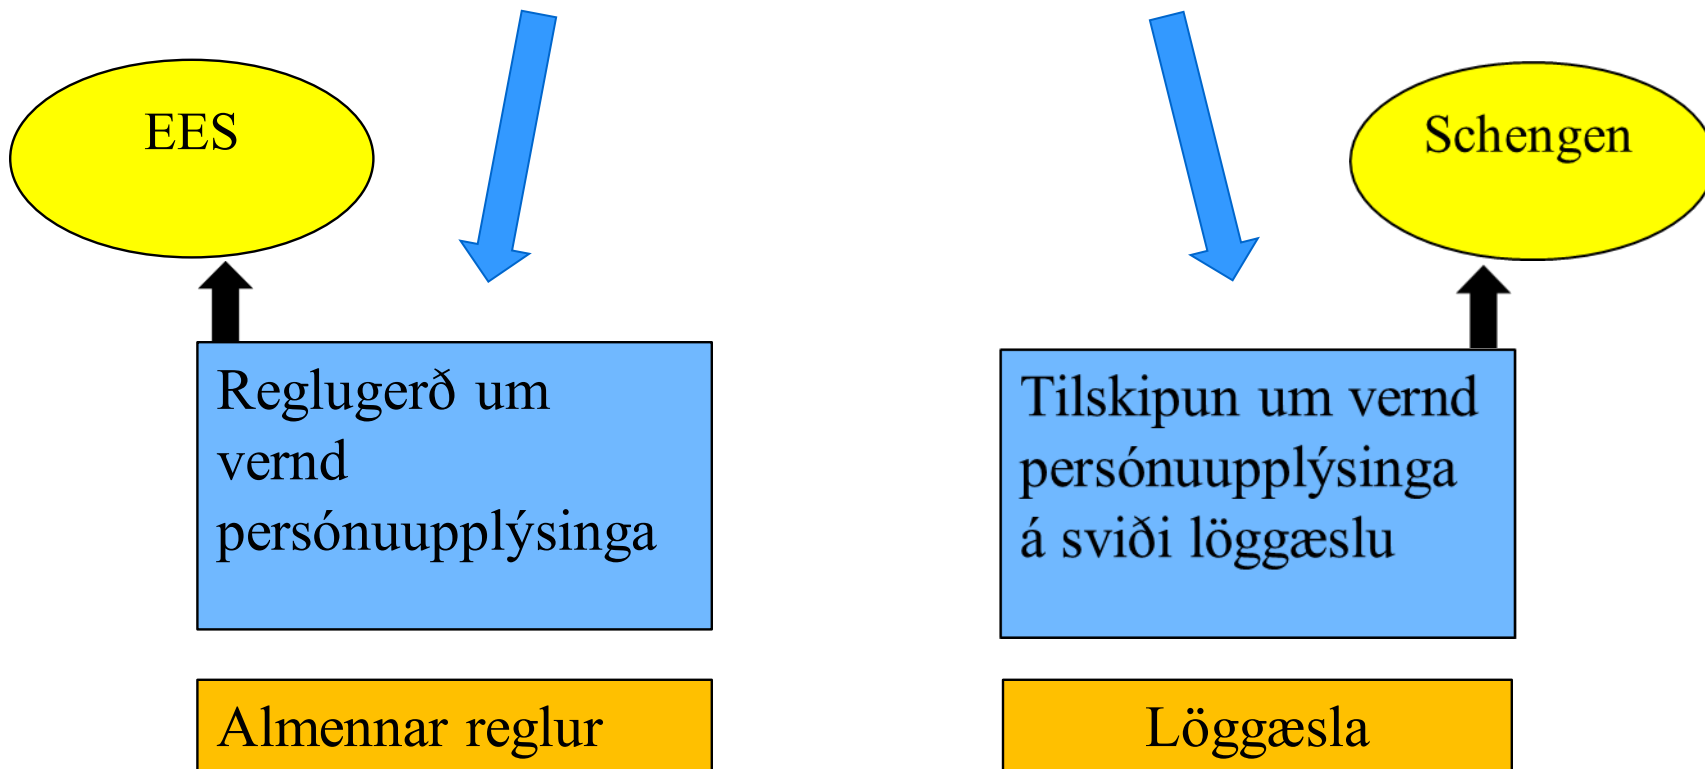 EES
Schengen
Reglugerð um
vernd
persónuupplýsinga
Tilskipun um vernd
persónuupplýsinga
á sviði löggæslu
Almennar reglur
Löggæsla